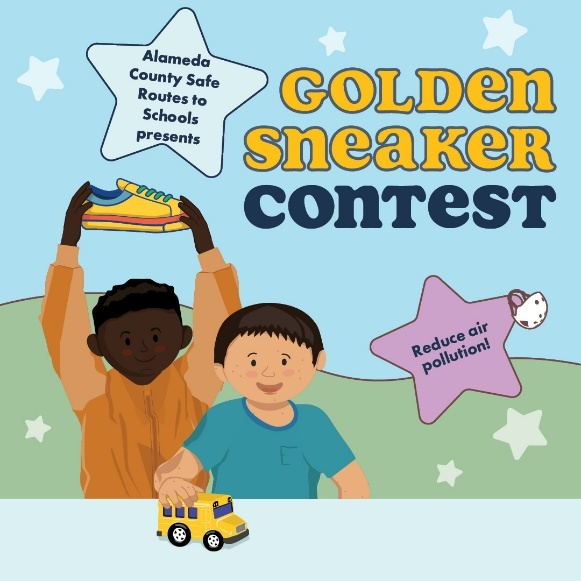 Alameda
County Safe
Routes to
Schools
presents
GOLDEN
SNEAKER
CONTEST
Reduce air
pollution!